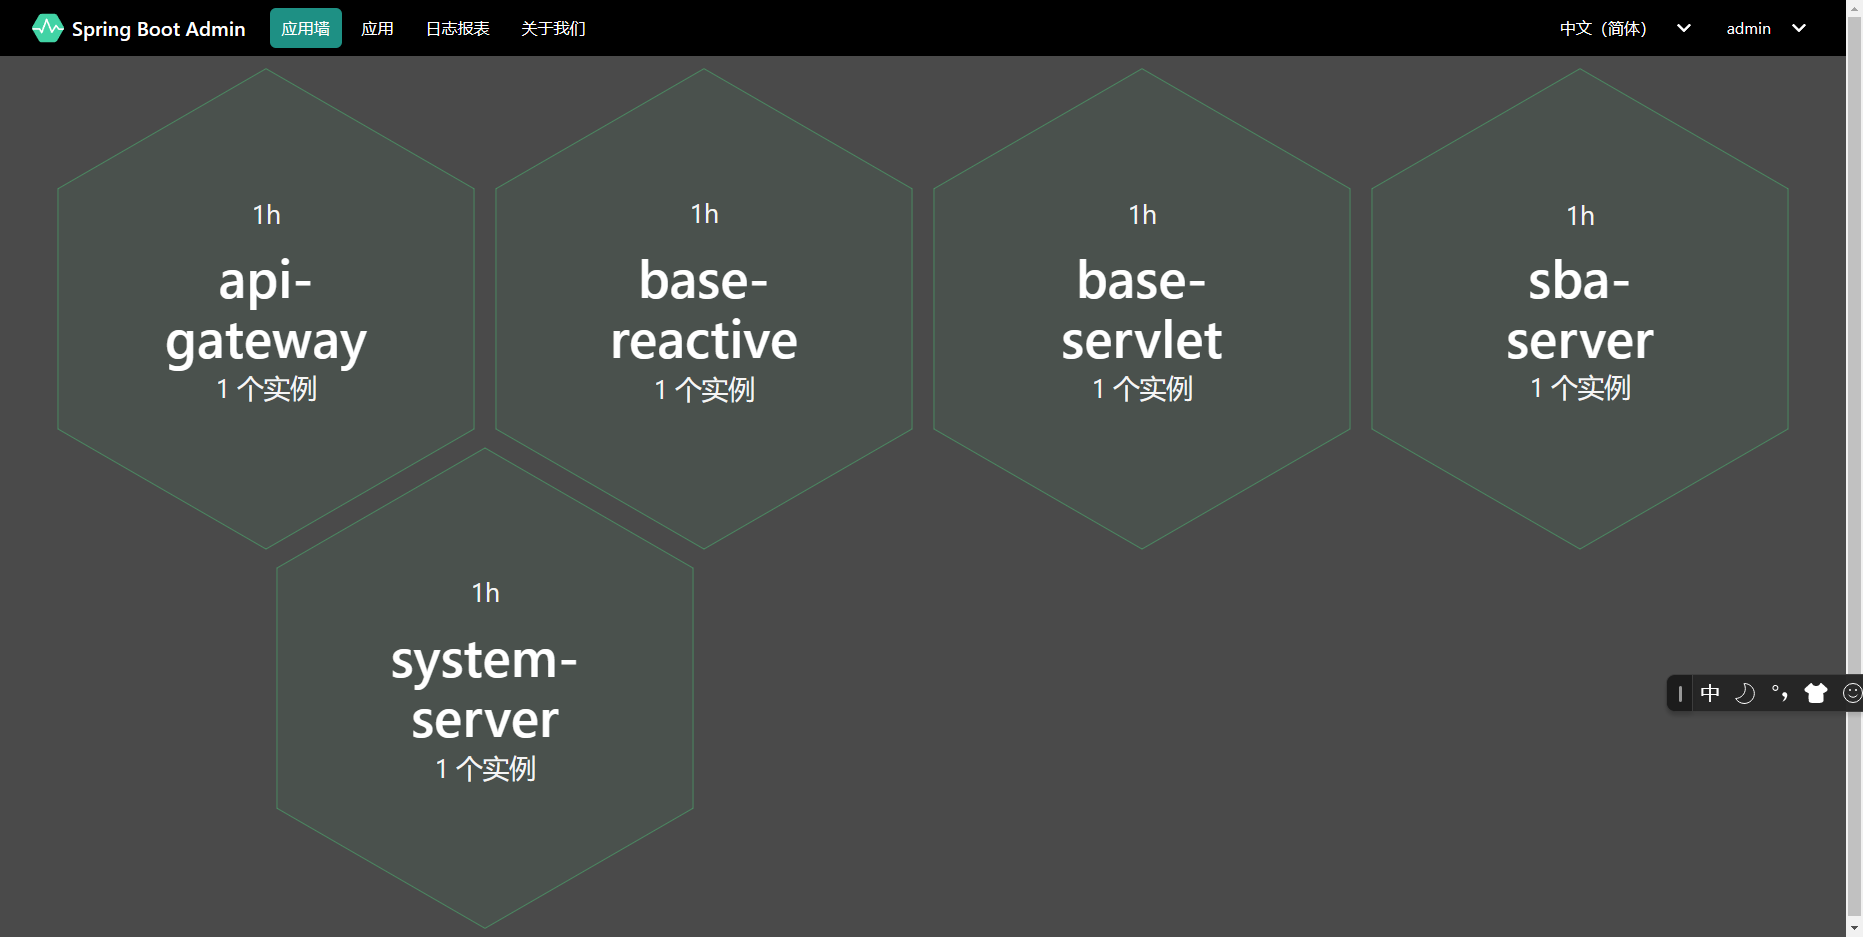 Spring Boot Admin 应用墙 应用 日志报表 关于我们 中文（简体） admin
1h
api-
gateway
1 个实例
1h
base-
reactive
1 个实例
1h
base-
servlet
1 个实例
1h
sba-
server
1 个实例
1h
system-
server
1 个实例
中